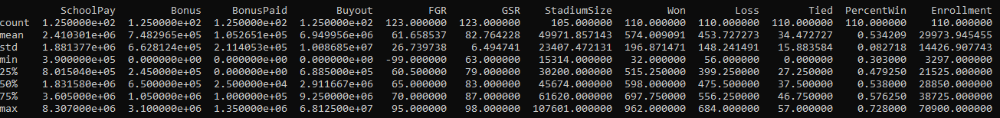 SchoolPay Bonus BonusPaid Buyout FGR GSR StadiumSize Won Loss Tied PercentWin Enrollment
count 1.250000e+02 1.250000e+02 1.250000e+02 1.250000e+02 123.000000 123.000000 105.000000 110.000000 110.000000 110.000000 110.000000 110.000000
mean 2.410301e+06 7.482965e+05 1.052651e+05 6.949956e+06 61.658537 82.764228 49971.857143 574.009091 453.727273 34.472727 0.534209 29973.945455
std 1.881377e+06 6.628124e+05 2.114053e+05 1.008685e+07 26.739738 6.494741 23407.472131 196.871471 148.241491 15.883584 0.082718 14426.907743
min 3.900000e+05 0.000000e+00 0.000000e+00 0.000000e+00 -99.000000 63.000000 15314.000000 32.000000 56.000000 0.000000 0.303000 3297.000000
25% 8.015040e+05 2.450000e+05 0.000000e+00 6.885000e+05 60.500000 79.000000 30200.000000 515.250000 399.250000 27.250000 0.479250 21525.000000
50% 1.831580e+06 6.500000e+05 2.500000e+04 2.911667e+06 65.000000 83.000000 45674.000000 598.000000 475.500000 37.500000 0.538000 28850.000000
75% 3.605000e+06 1.050000e+06 1.000000e+05 9.250000e+06 70.000000 87.000000 61620.000000 697.750000 556.250000 46.750000 0.576250 38725.000000
max 8.307000e+06 3.100000e+06 1.350000e+06 6.812500e+07 95.000000 98.000000 107601.000000 962.000000 684.000000 57.000000 0.728000 70900.000000